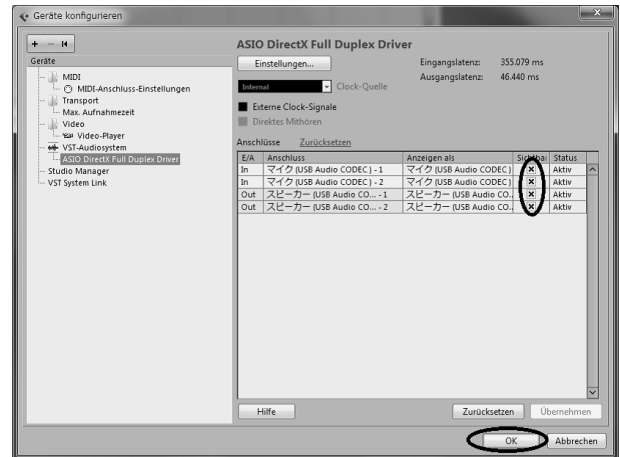 Geräte konfigurieren
Geräte
MIDI
MIDI-Anschluss-Einstellungen
Transport
Max. Aufnahmezeit
Video
Video-Player
VST-Audiosystem
ASIO DirectX Full Duplex Driver
Studio Manager
VST System Link
ASIO DirectX Full Duplex Driver
Einstellungen... Eingangslatenz: 355.079 ms
Ausgangslatenz: 46.440 ms
Internal Clock-Quelle
Externe Clock-Signale
Direktes Mithören
Anschlüsse Zurücksetzen
E/A Anschluss Anzeigen als Sichtbar Status
In マイク (USB Audio CODEC) - 1 マイク (USB Audio CODEC) Aktiv
In マイク (USB Audio CODEC) - 2 マイク (USB Audio CODEC) Aktiv
Out スピーカー (USB Audio CO... - 1 スピーカー (USB Audio CO.. Aktiv
Out スピーカー (USB Audio CO... - 2 スピーカー (USB Audio CO.. Aktiv
Hilfe Zurücksetzen Übernehmen
OK Abbrechen